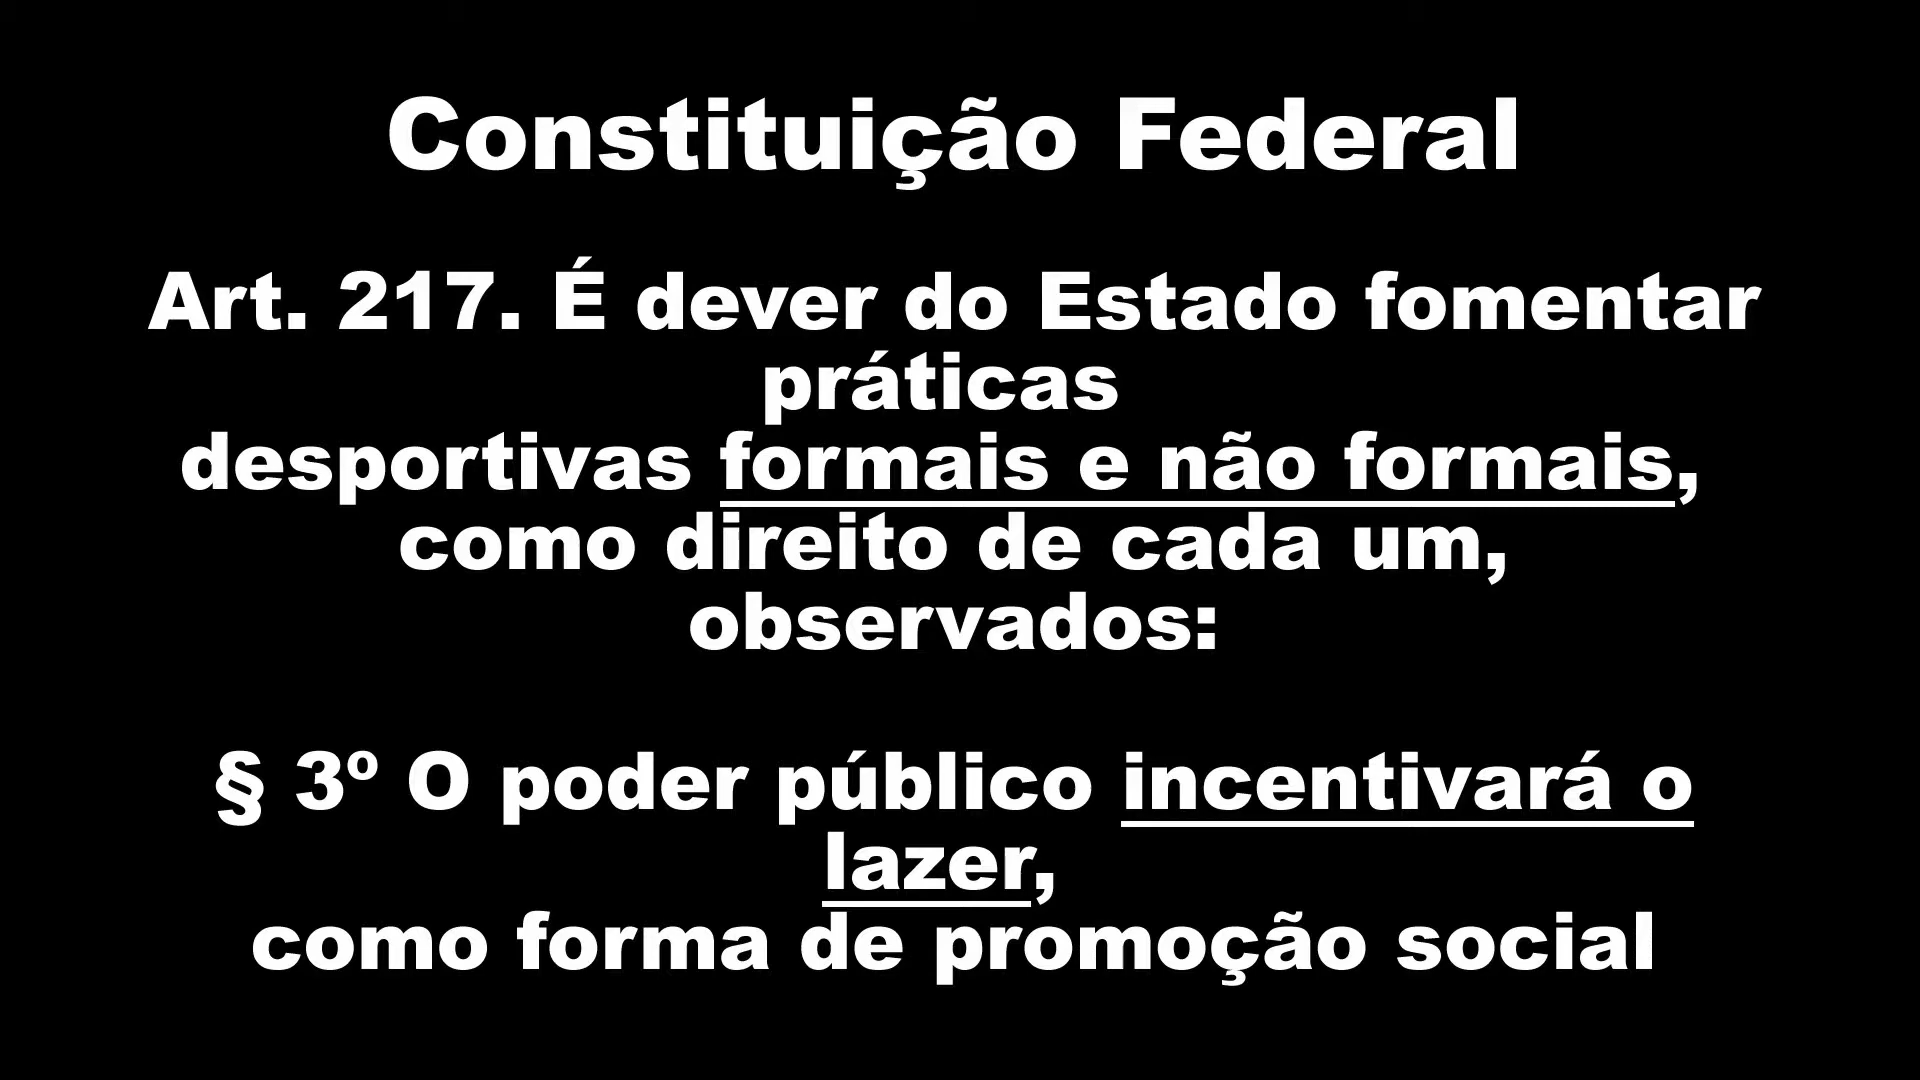 Constituição Federal
Art. 217. É dever do Estado fomentar
práticas
desportivas formais e não formais,
como direito de cada um,
observados:
§ 3º O poder público incentivará o
lazer,
como forma de promoção social